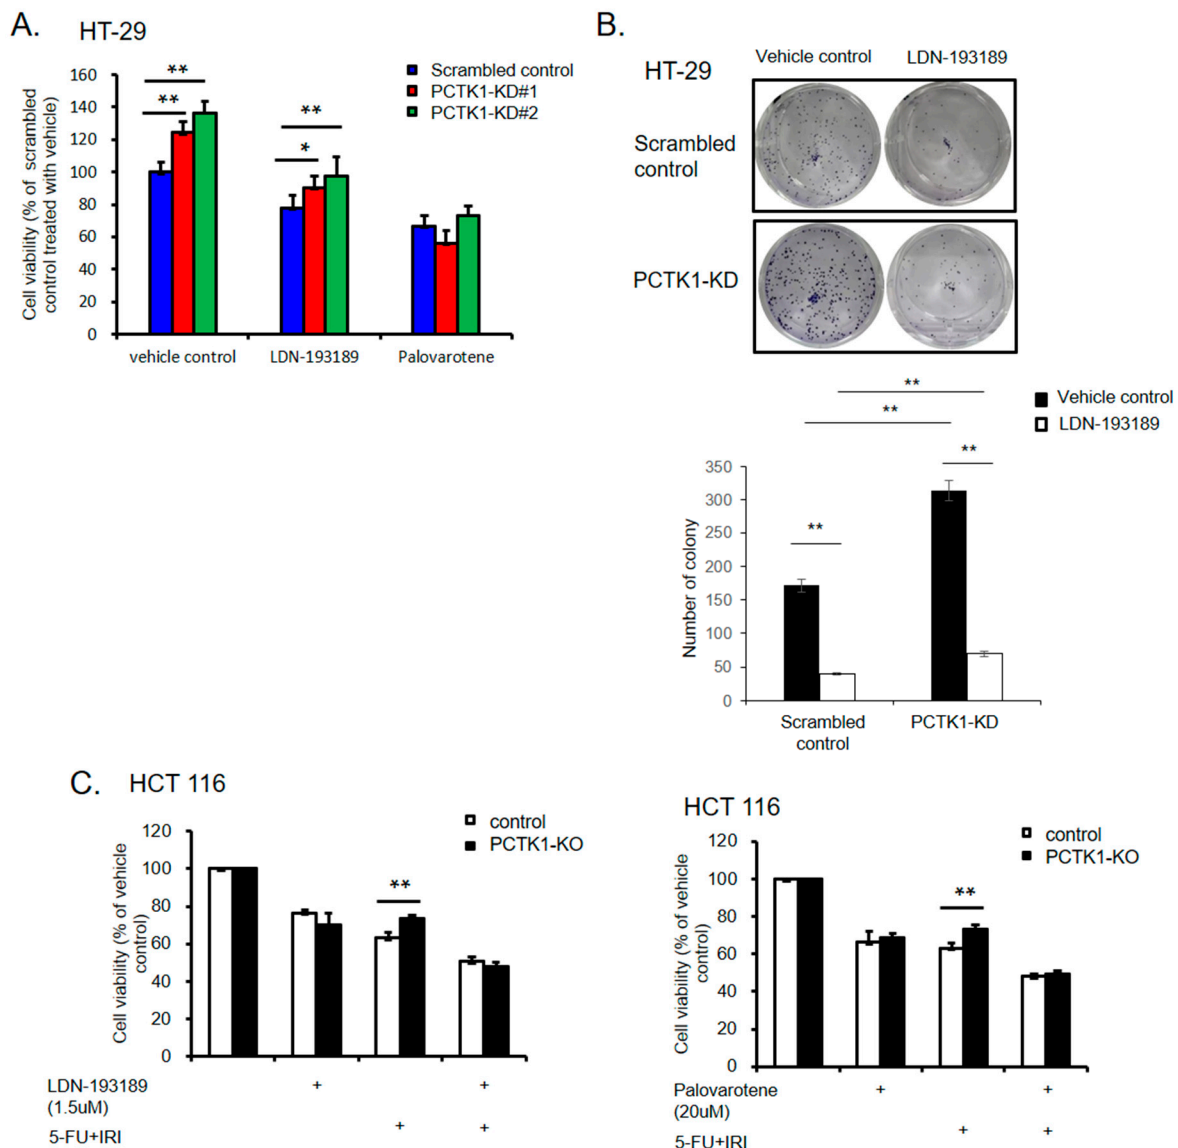 A.
HT-29
Cell viability (% of scrambled
control treated with vehicle)
160
140
120
100
80
60
40
20
0
**
**
**
*
Scrambled control
PCTK1-KD#1
PCTK1-KD#2
vehicle control
LDN-193189
Palovarotene
B.
Vehicle control
LDN-193189
HT-29
Scrambled
control
PCTK1-KD
**
**
**
**
Vehicle control
LDN-193189
Number of colony
350
300
250
200
150
100
50
0
Scrambled
control
PCTK1-KD
C.
HCT 116
control
PCTK1-KO
Cell viability (% of vehicle
control)
120
100
80
60
40
20
0
**
LDN-193189
(1.5uM)
+
+
5-FU+IRI
+
+
HCT 116
control
PCTK1-KO
Cell viability (% of vehicle
control)
120
100
80
60
40
20
0
**
Palovarotene
(20uM)
+
+
5-FU+IRI
+
+